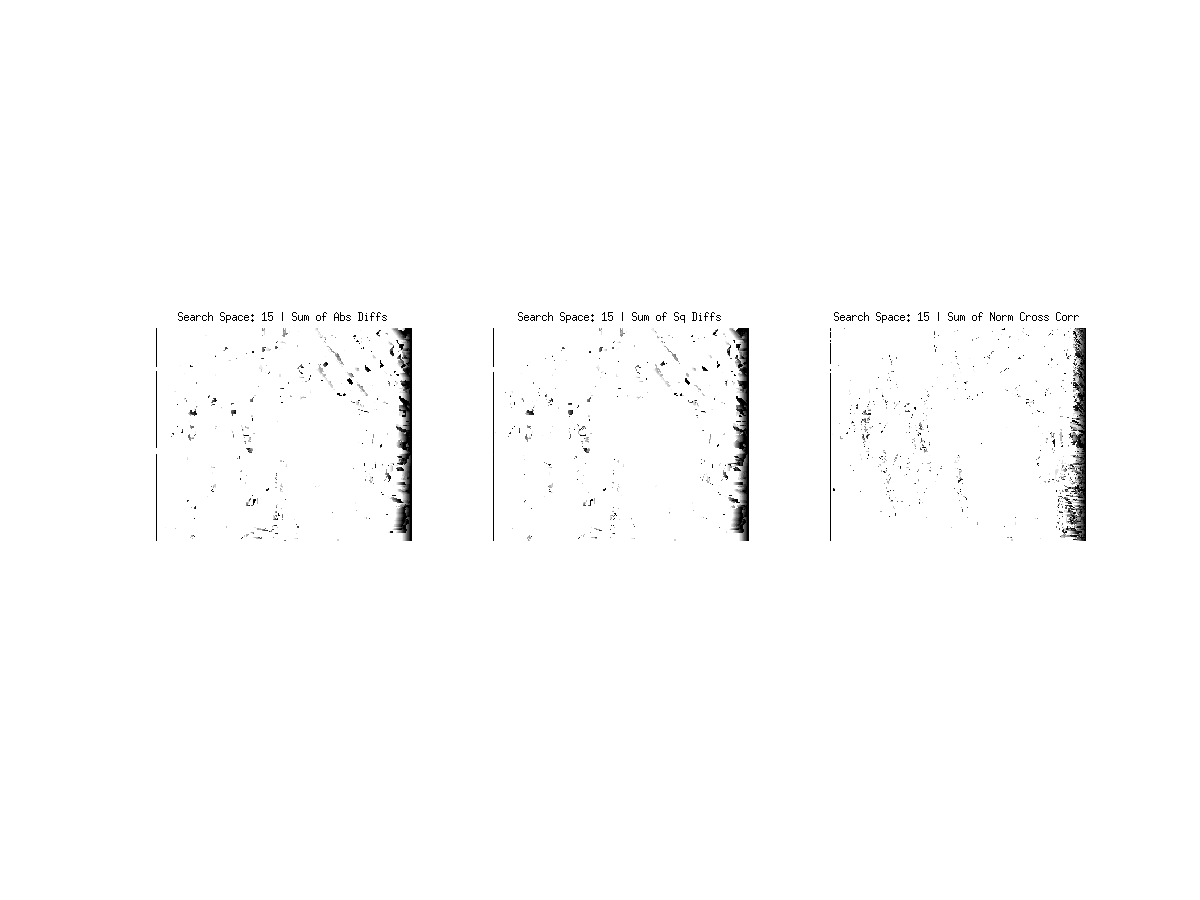 Search Space: 15 | Sum of Abs Diffs
Search Space: 15 | Sum of Sq Diffs
Search Space: 15 | Sum of Norm Cross Corr